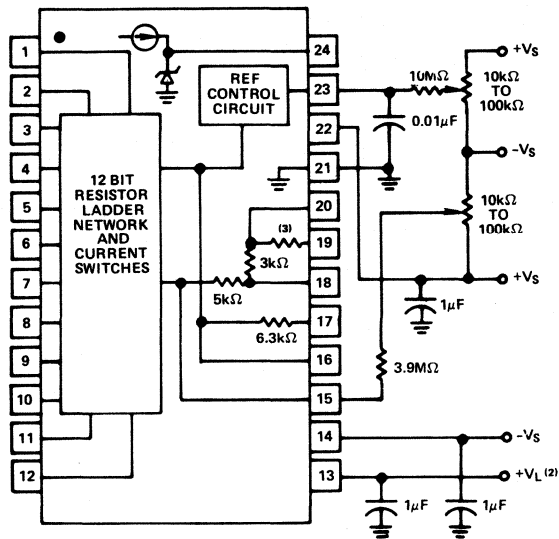 1
24
+VS
2
REF
CONTROL
CIRCUIT
23
10MΩ
10kΩ
TO
100kΩ
3
22
0.01µF
12 BIT
RESISTOR
LADDER
NETWORK
AND
CURRENT
SWITCHES
4
21
-VS
5
20
10kΩ
TO
100kΩ
6
(3)
19
3kΩ
7
18
+VS
5kΩ
1µF
8
17
6.3kΩ
9
16
3.9MΩ
10
15
11
14
-VS
12
13
+VL (2)
1µF
1µF